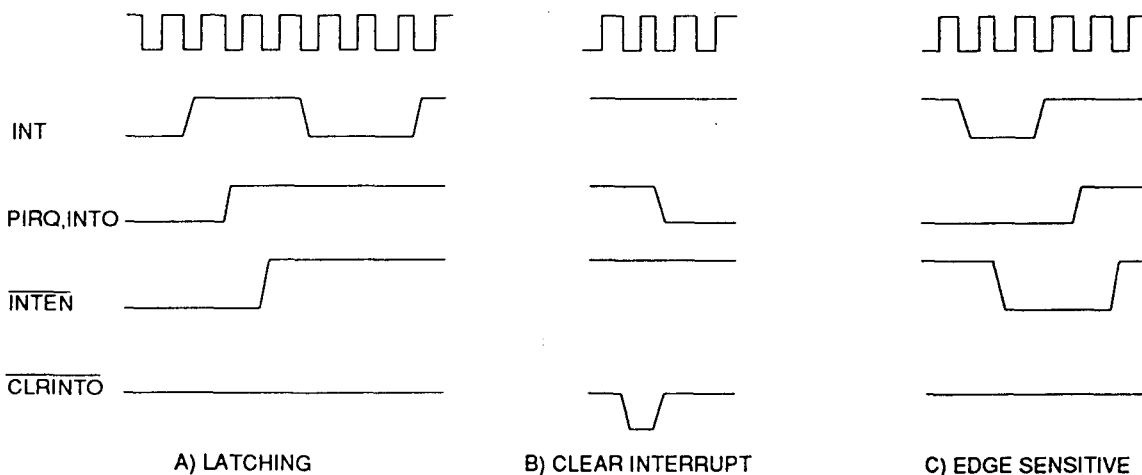 INT
PIRQ,INTO
INTEN
CLRINTO
A) LATCHING
B) CLEAR INTERRUPT
C) EDGE SENSITIVE